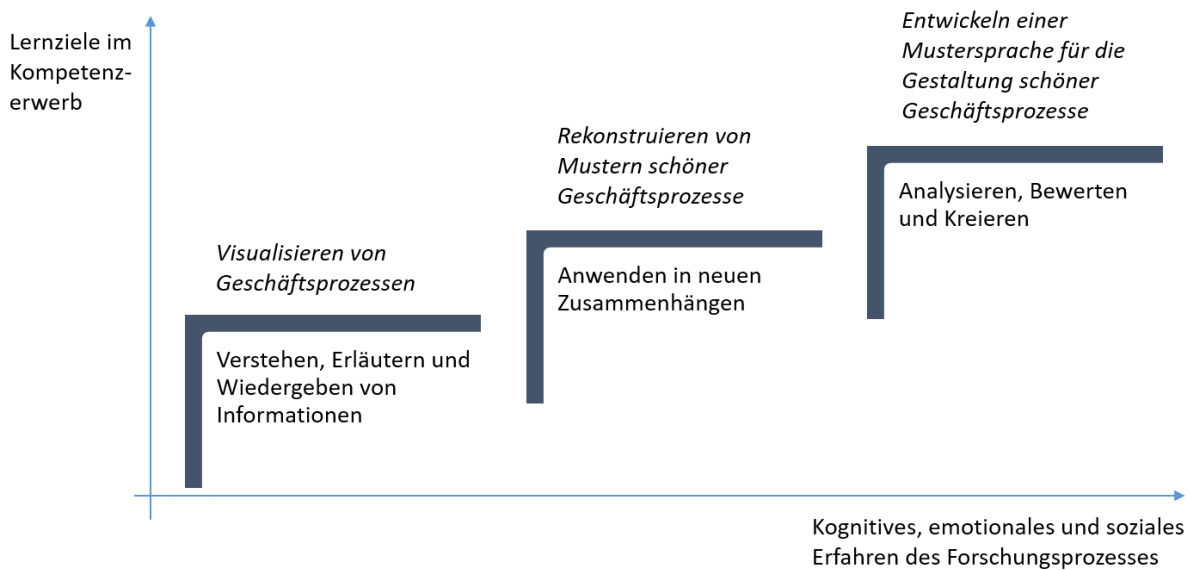 Lernziele im
Kompetenz-
erwerb
Entwickeln einer
Mustersprache für die
Gestaltung schöner
Geschäftsprozesse
Rekonstruieren von
Mustern schöner
Geschäftsprozesse
Analysieren, Bewerten
und Kreieren
Visualisieren von
Geschäftsprozessen
Anwenden in neuen
Zusammenhängen
Verstehen, Erläutern und
Wiedergeben von
Informationen
Kognitives, emotionales und soziales
Erfahren des Forschungsprozesses